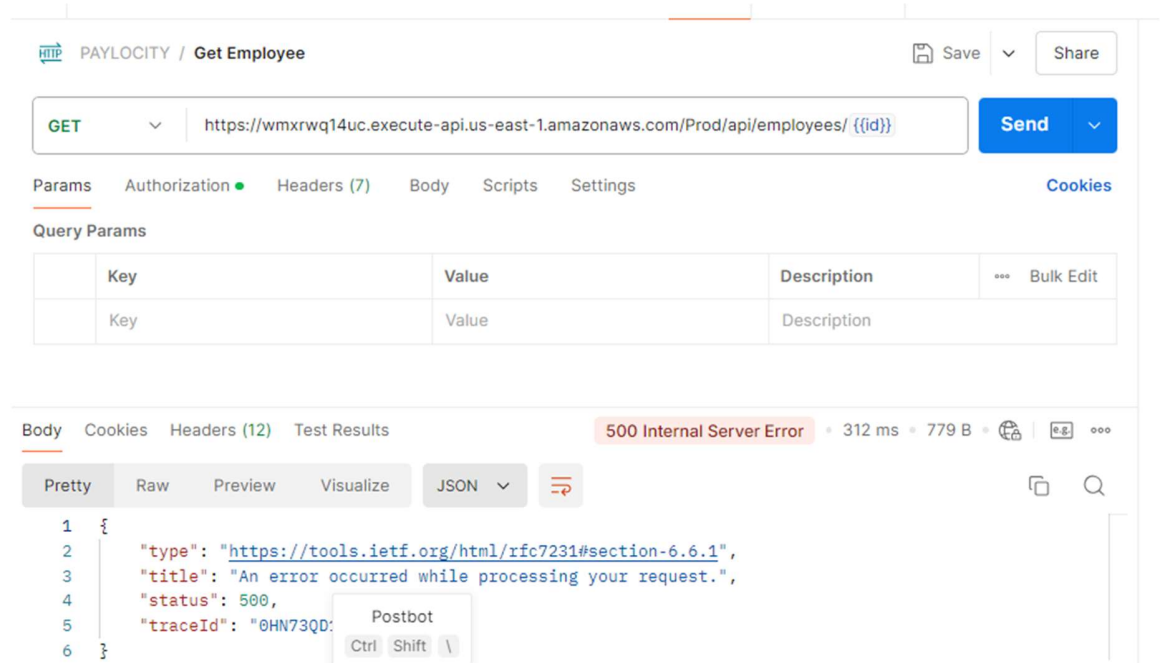 HTTP PAYLOCITY / Get Employee Save Share
GET https://wmxrwq14uc.execute-api.us-east-1.amazonaws.com/Prod/api/employees/ {{id}} Send
Params Authorization Headers (7) Body Scripts Settings Cookies
Query Params
Key Value Description Bulk Edit
Key Value Description
Body Cookies Headers (12) Test Results 500 Internal Server Error 312 ms 779 B e.g.
Pretty Raw Preview Visualize JSON
1 {
2 "type": "https://tools.ietf.org/html/rfc7231#section-6.6.1",
3 "title": "An error occurred while processing your request.",
4 "status": 500,
5 "traceId": "0HN73QD
6 }
Postbot
Ctrl Shift \